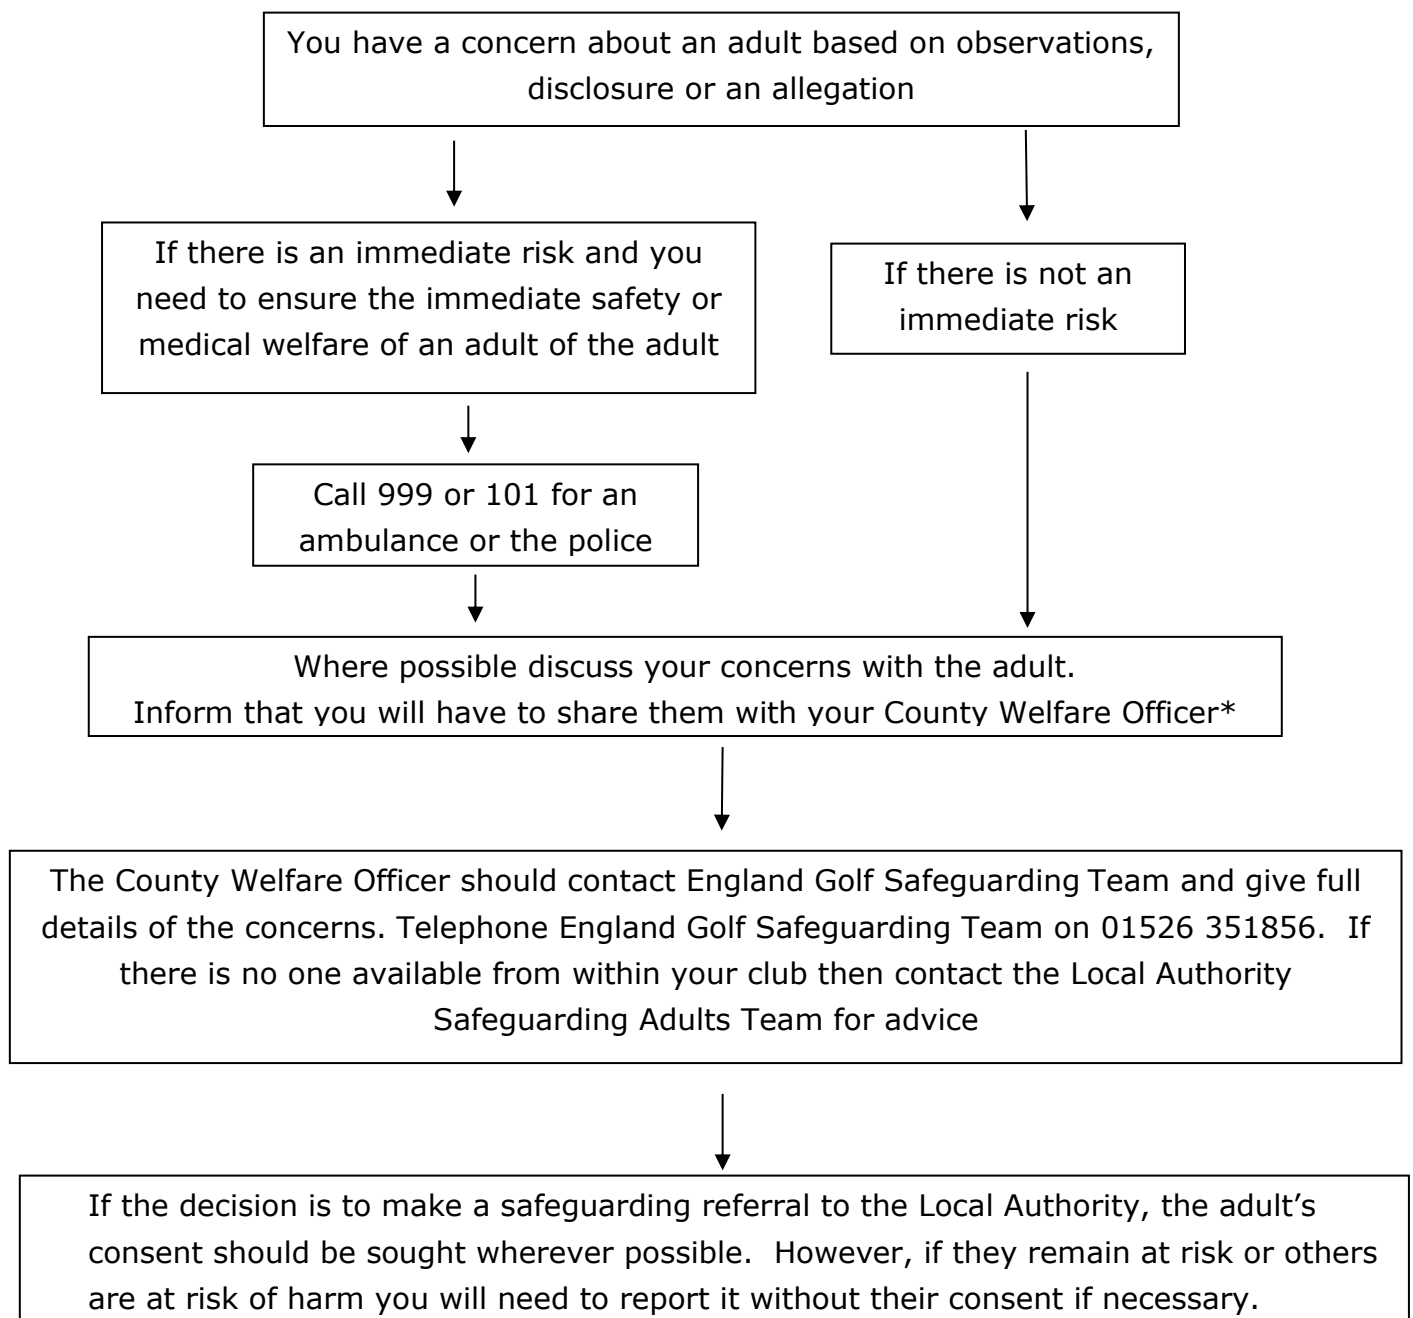 You have a concern about an adult based on observations,
disclosure or an allegation
If there is an immediate risk and you
need to ensure the immediate safety or
medical welfare of an adult of the adult
If there is not an
immediate risk
Call 999 or 101 for an
ambulance or the police
Where possible discuss your concerns with the adult.
Inform that you will have to share them with your County Welfare Officer*
The County Welfare Officer should contact England Golf Safeguarding Team and give full
details of the concerns. Telephone England Golf Safeguarding Team on 01526 351856.  If
there is no one available from within your club then contact the Local Authority
Safeguarding Adults Team for advice
If the decision is to make a safeguarding referral to the Local Authority, the adult’s
consent should be sought wherever possible.  However, if they remain at risk or others
are at risk of harm you will need to report it without their consent if necessary.